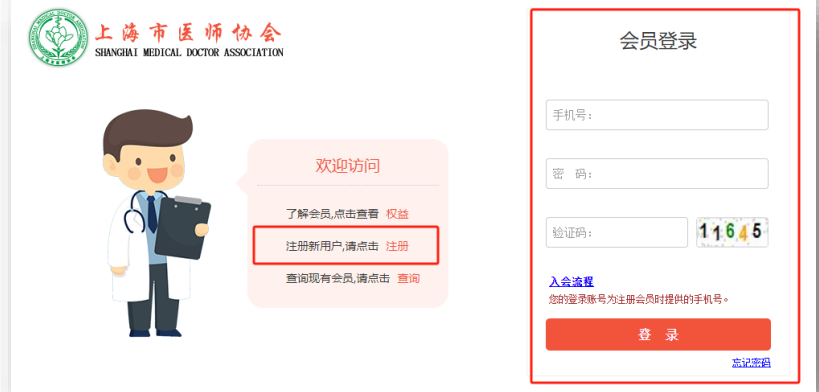 上海市医师协会
SHANGHAI MEDICAL DOCTOR ASSOCIATION
欢迎访问
了解会员,点击查看 权益
注册新用户,请点击 注册
查询现有会员,请点击 查询
会员登录
手机号:
密 码:
验证码:
11645
入会流程
您的登录账号为注册会员时提供的手机号。
登 录
忘记密码